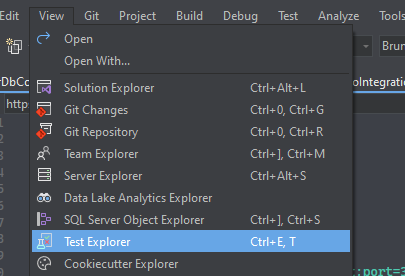 View Git Project Build Debug Test Analyze Tools
Open
Brun
Open With...
rDbCo
Solution Explorer Ctrl+Alt+L
oIntegration
http
Git Changes Ctrl+0, Ctrl+G
Git Repository Ctrl+0, Ctrl+R
Team Explorer Ctrl+], Ctrl+M
Server Explorer Ctrl+Alt+S
Data Lake Analytics Explorer
SQL Server Object Explorer Ctrl+], Ctrl+S
Test Explorer Ctrl+E, T
Cookiecutter Explorer
;port=3